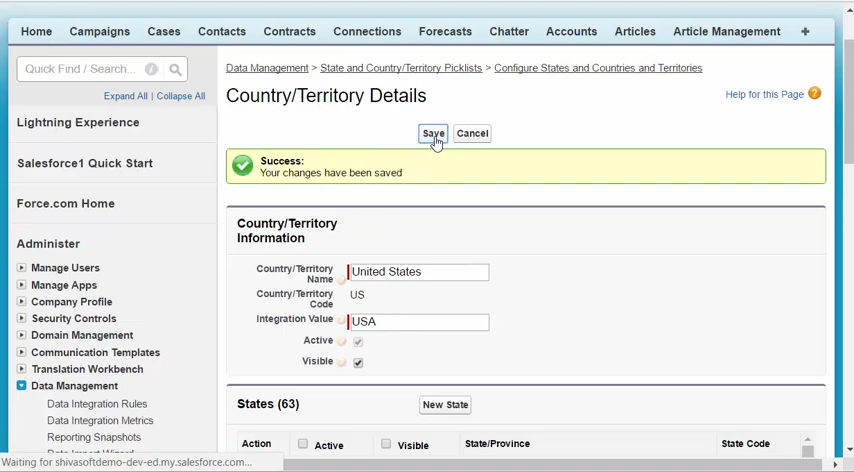 Home Campaigns Cases Contacts Contracts Connections Forecasts Chatter Accounts Articles Article Management +
Quick Find / Search... i
Expand All | Collapse All
Lightning Experience
Salesforce1 Quick Start
Force.com Home
Administer
Manage Users
Manage Apps
Company Profile
Security Controls
Domain Management
Communication Templates
Translation Workbench
Data Management
Data Integration Rules
Data Integration Metrics
Reporting Snapshots
Waiting for shivasoftdemo-dev-ed.my.salesforce.com...
Data Management > State and Country/Territory Picklists > Configure States and Countries and Territories
Country/Territory Details
Help for this Page ?
Save Cancel
Success:
Your changes have been saved
Country/Territory
Information
Country/Territory
Name
United States
Country/Territory
Code
US
Integration Value USA
Active
Visible
States (63) New State
Action Active Visible State/Province State Code